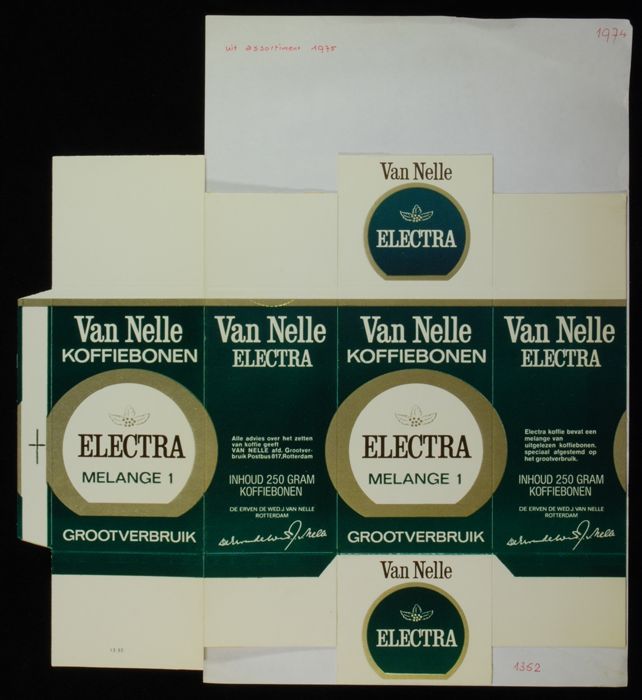 1974
uit assortiment 1975
Van Nelle
ELECTRA
Van Nelle
KOFFIEBONEN
ELECTRA
MELANGE 1
GROOTVERBRUIK
Van Nelle
ELECTRA
Alle advies over het zetten
van koffie geeft
VAN NELLE afd. Grootver-
bruik Postbus 817, Rotterdam
INHOUD 250 GRAM
KOFFIEBONEN
DE ERVEN DE WED.J. VAN NELLE
ROTTERDAM
Van Nelle
KOFFIEBONEN
ELECTRA
MELANGE 1
GROOTVERBRUIK
Van Nelle
ELECTRA
Electra koffie bevat een
melange van
uitgelezen koffiebonen,
speciaal afgestemd op
het grootverbruik.
INHOUD 250 GRAM
KOFFIEBONEN
DE ERVEN DE WED.J. VAN NELLE
ROTTERDAM
Van Nelle
ELECTRA
1352